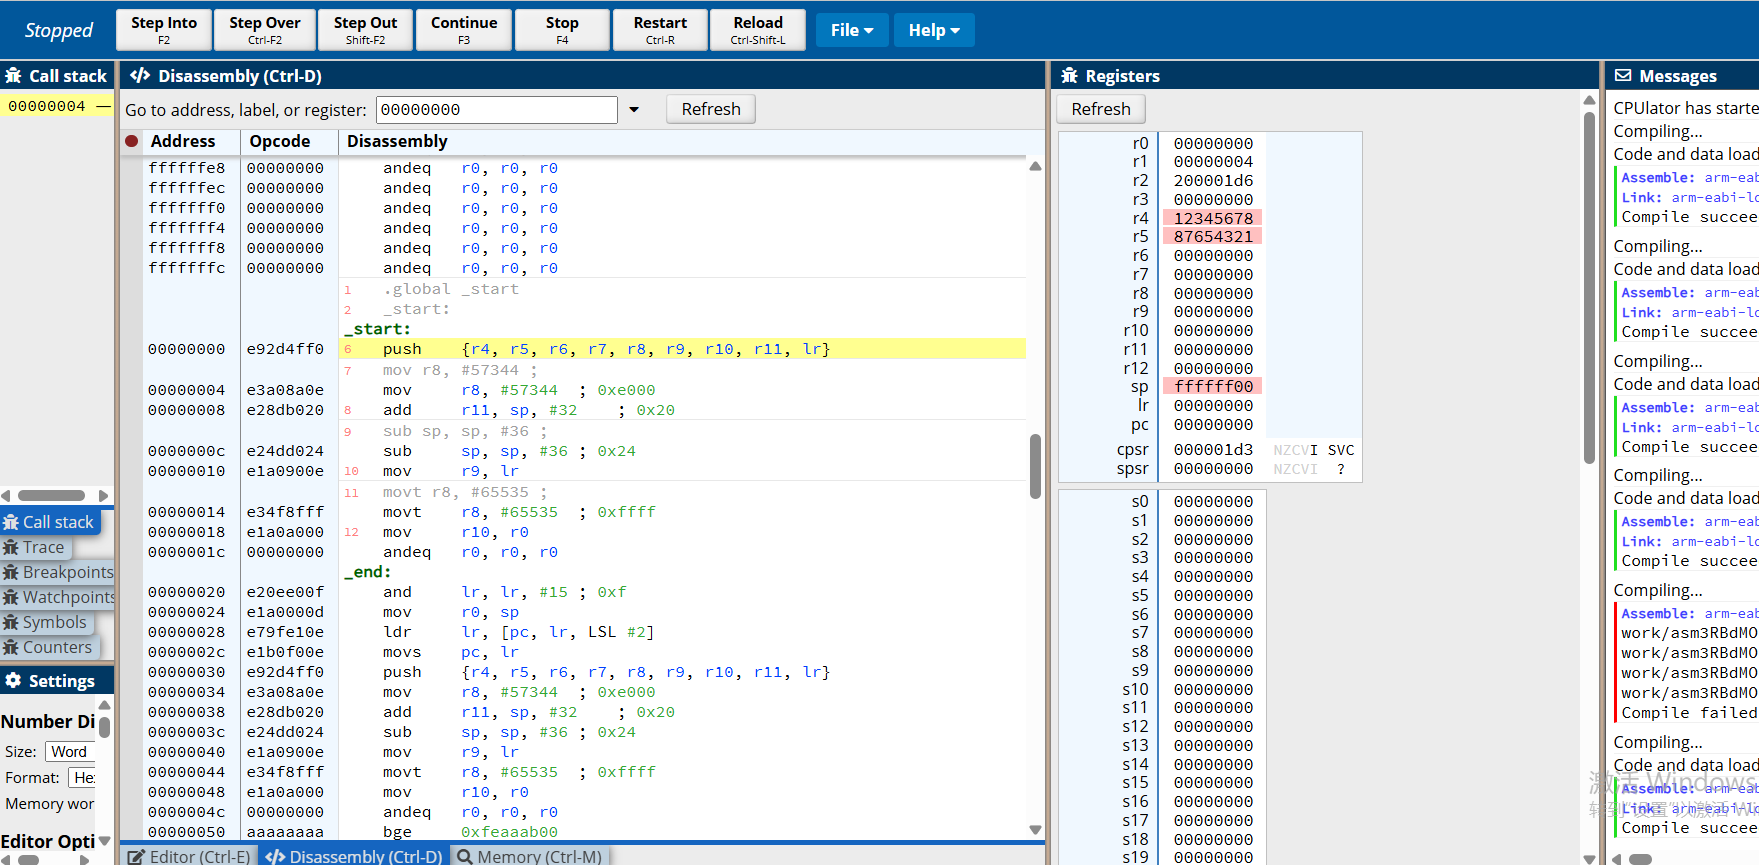 Stopped
Step Into
F2
Step Over
Ctrl-F2
Step Out
Shift-F2
Continue
F3
Stop
F4
Restart
Ctrl-R
Reload
Ctrl-Shift-L
File
Help
Call stack
00000004 —
Call stack
Trace
Breakpoints
Watchpoints
Symbols
Counters
Settings
Number Di
Size: Word
Format: He
Memory wor
Editor Opti
Disassembly (Ctrl-D)
Go to address, label, or register: 00000000 Refresh
Address Opcode Disassembly
ffffffe8 00000000 andeq r0, r0, r0
ffffffec 00000000 andeq r0, r0, r0
fffffff0 00000000 andeq r0, r0, r0
fffffff4 00000000 andeq r0, r0, r0
fffffff8 00000000 andeq r0, r0, r0
fffffffc 00000000 andeq r0, r0, r0
1 .global _start
2 _start:
_start:
00000000 e92d4ff0 6 push {r4, r5, r6, r7, r8, r9, r10, r11, lr}
7 mov r8, #57344 ;
00000004 e3a08a0e mov r8, #57344 ; 0xe000
00000008 e28db020 8 add r11, sp, #32 ; 0x20
9 sub sp, sp, #36 ;
0000000c e24dd024 sub sp, sp, #36 ; 0x24
00000010 e1a0900e 10 mov r9, lr
11 movt r8, #65535 ;
00000014 e34f8fff movt r8, #65535 ; 0xffff
00000018 e1a0a000 12 mov r10, r0
0000001c 00000000 andeq r0, r0, r0
_end:
00000020 e20ee00f and lr, lr, #15 ; 0xf
00000024 e1a0000d mov r0, sp
00000028 e79fe10e ldr lr, [pc, lr, LSL #2]
0000002c e1b0f00e movs pc, lr
00000030 e92d4ff0 push {r4, r5, r6, r7, r8, r9, r10, r11, lr}
00000034 e3a08a0e mov r8, #57344 ; 0xe000
00000038 e28db020 add r11, sp, #32 ; 0x20
0000003c e24dd024 sub sp, sp, #36 ; 0x24
00000040 e1a0900e mov r9, lr
00000044 e34f8fff movt r8, #65535 ; 0xffff
00000048 e1a0a000 mov r10, r0
0000004c 00000000 andeq r0, r0, r0
00000050 aaaaaaaa bge 0xfeaaab00
Editor (Ctrl-E)
Disassembly (Ctrl-D)
Memory (Ctrl-M)
Registers
Refresh
r0 00000000
r1 00000004
r2 200001d6
r3 00000000
r4 12345678
r5 87654321
r6 00000000
r7 00000000
r8 00000000
r9 00000000
r10 00000000
r11 00000000
r12 00000000
sp ffffff00
lr 00000000
pc 00000000
cpsr 000001d3 NZCVI SVC
spsr 00000000 NZCVI ?
s0 00000000
s1 00000000
s2 00000000
s3 00000000
s4 00000000
s5 00000000
s6 00000000
s7 00000000
s8 00000000
s9 00000000
s10 00000000
s11 00000000
s12 00000000
s13 00000000
s14 00000000
s15 00000000
s16 00000000
s17 00000000
s18 00000000
s19 00000000
Messages
CPUlator has starte
Compiling...
Code and data load
Assemble: arm-eab
Link: arm-eabi-ld
Compile succee
Compiling...
Code and data load
Assemble: arm-eab
Link: arm-eabi-ld
Compile succee
Compiling...
Code and data load
Assemble: arm-eab
Link: arm-eabi-ld
Compile succee
Compiling...
Code and data load
Assemble: arm-eab
Link: arm-eabi-ld
Compile succee
Compiling...
Assemble: arm-eab
work/asm3RBdMO
work/asm3RBdMO
work/asm3RBdMO
work/asm3RBdMO
Compile failed
Compiling...
Code and data load
Assemble: arm-eab
Link: arm-eabi-ld
Compile succee
激活 Windows
转到"设置"以激活 Wi